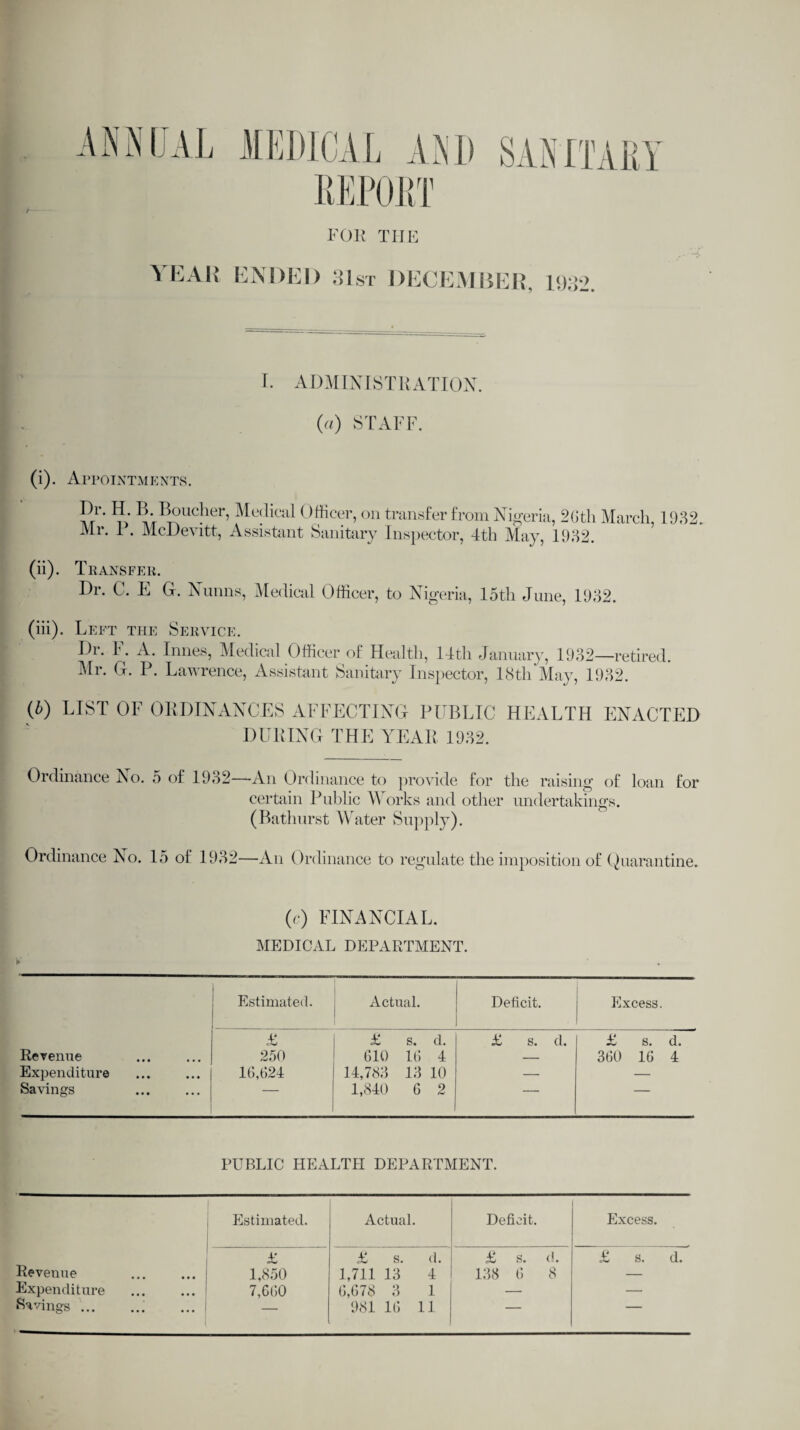 ANNUAL MEDICAL AND SANITARY
REPORT
FOR THE
YEAR ENDED 31ST DECEMBER, 1932.
I. ADMINISTRATION.
(a) STAFF.
(i). APPOINTMENTS.
Dr. H. B. Boucher, Medical Officer, on transfer from Nigeria, 26th March, 1932.
Mr. P. McDevitt, Assistant Sanitary Inspector, 4th May, 1932.
(ii). TRANSFER.
Dr. C. E G. Nunns, Medical Officer, to Nigeria, 15th June, 1932.
(iii). LEFT THE SERVICE.
Dr. F. A. Innes, Medical Officer of Health, 14th January, 1932—retired.
Mr. G. P. Lawrence, Assistant Sanitary Inspector, 18th May, 1932.
(b) LIST OF ORDINANCES AFFECTING PUBLIC HEALTH ENACTED
DURING THE YEAR 1932.
Ordinance No. 5 of 1932—An Ordinance to provide for the raising of loan for
certain Public Works and other undertakings.
(Bathurst Water Supply).
Ordinance No. 15 of 1932—An Ordinance to regulate the imposition of Quarantine.
(c) FINANCIAL.
MEDICAL DEPARTMENT.
Estimated. Actual. Deficit. Excess.
£ £ s. d. £ s. d. £ s. d.
Revenue ... ... 250 610 16 4 — 360 16 4
Expenditure ... ... 16,624 14,783 13 10 — —
Savings ... ... — 1,840 6 2 — —
PUBLIC HEALTH DEPARTMENT.
Estimated. Actual. Deficit. Excess.
£ £ s. d. £ s. d. £ s. d.
Revenue ... ... 1,850 1,711 13 4 138 6 8 —
Expenditure ... ... 7,660 6,678 3 1 — —
Savings ... ... ... — 981 16 11 — —